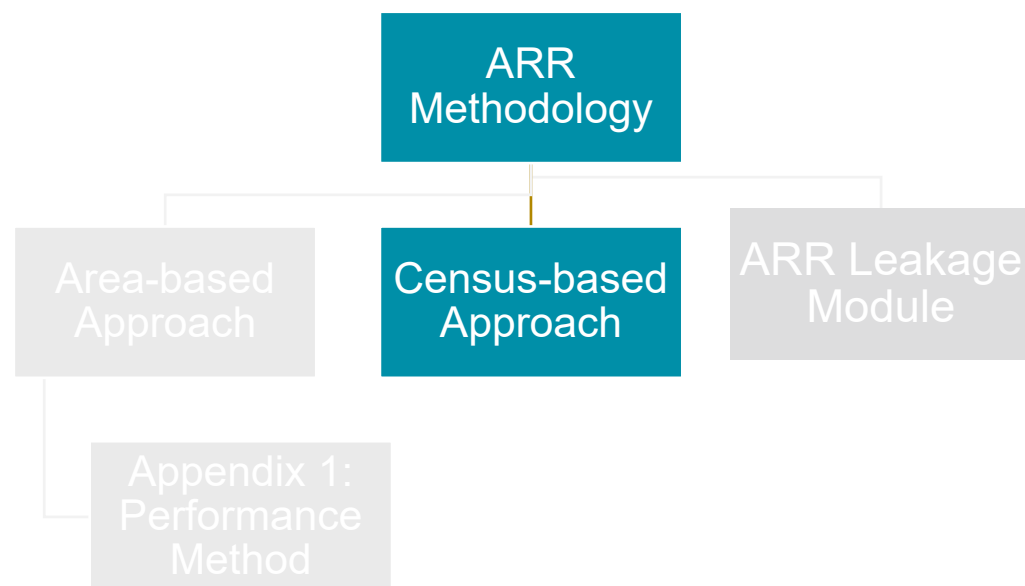 ARR
Methodology
Area-based
Approach
Census-based
Approach
ARR Leakage
Module
Appendix 1:
Performance
Method